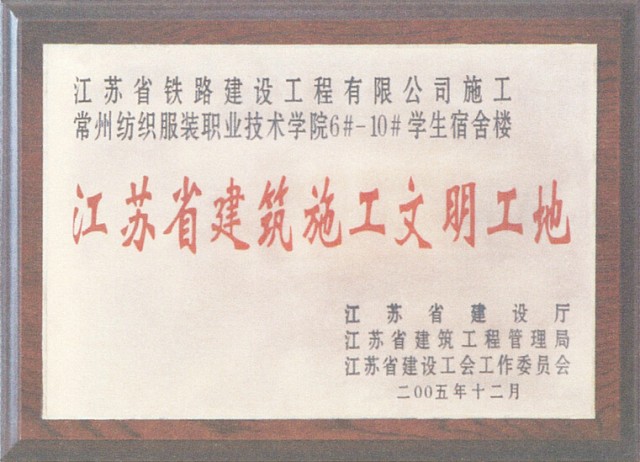 江苏省铁路建设工程有限公司施工
常州纺织服装职业技术学院6#-10#学生宿舍楼
江苏省建筑施工文明工地
江苏省建设厅
江苏省建筑工程管理局
江苏省建设工会工作委员会
二00五年十二月